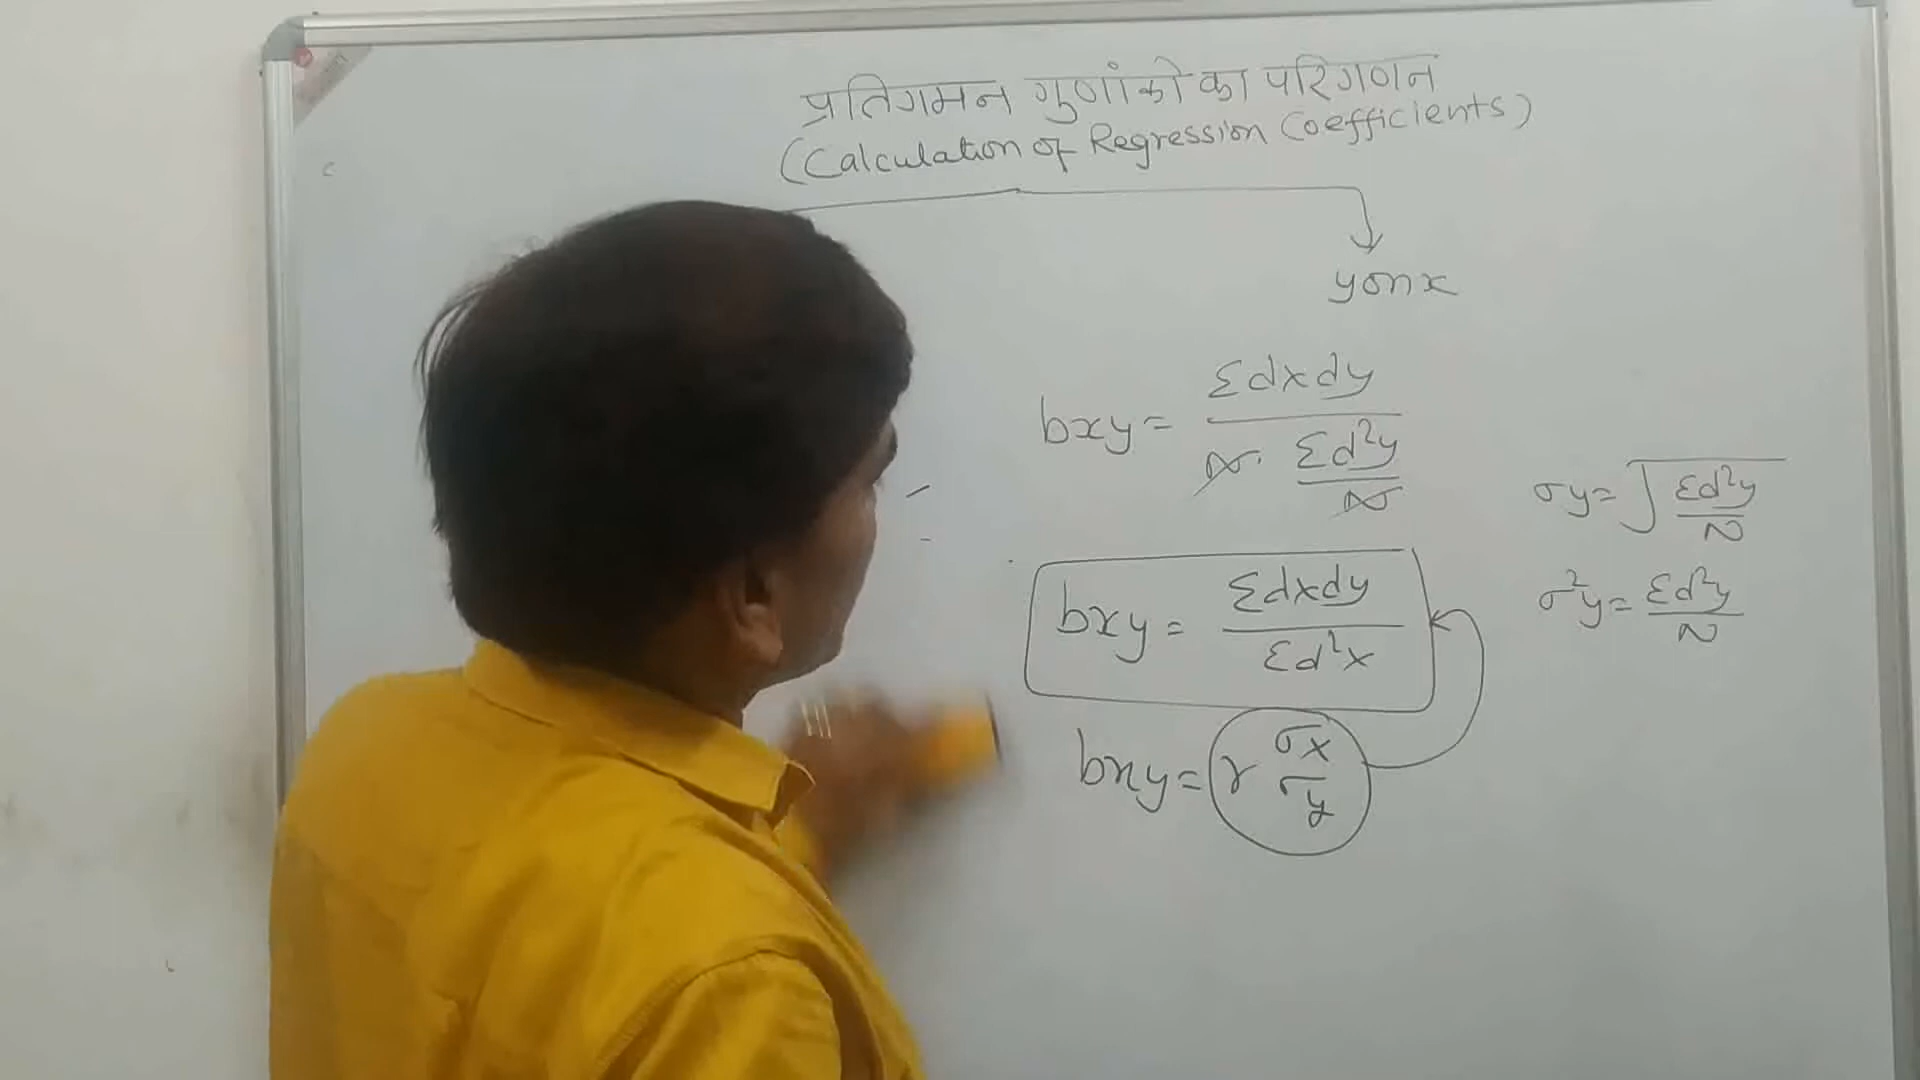 प्रतिगमन गुणांको का परिगणन
(Calculation of Regression Coefficients)
yonx
bxy = Σdxdy / N. Σd²y / N
σy = √Σd²y / N
bxy = Σdxdy / Σd²x
σ²y = Σd²y / N
bxy = r σx / σy